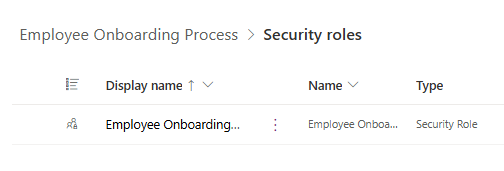 Employee Onboarding Process > Security roles
Display name ↑ Name Type
Employee Onboarding... Employee Onboa... Security Role